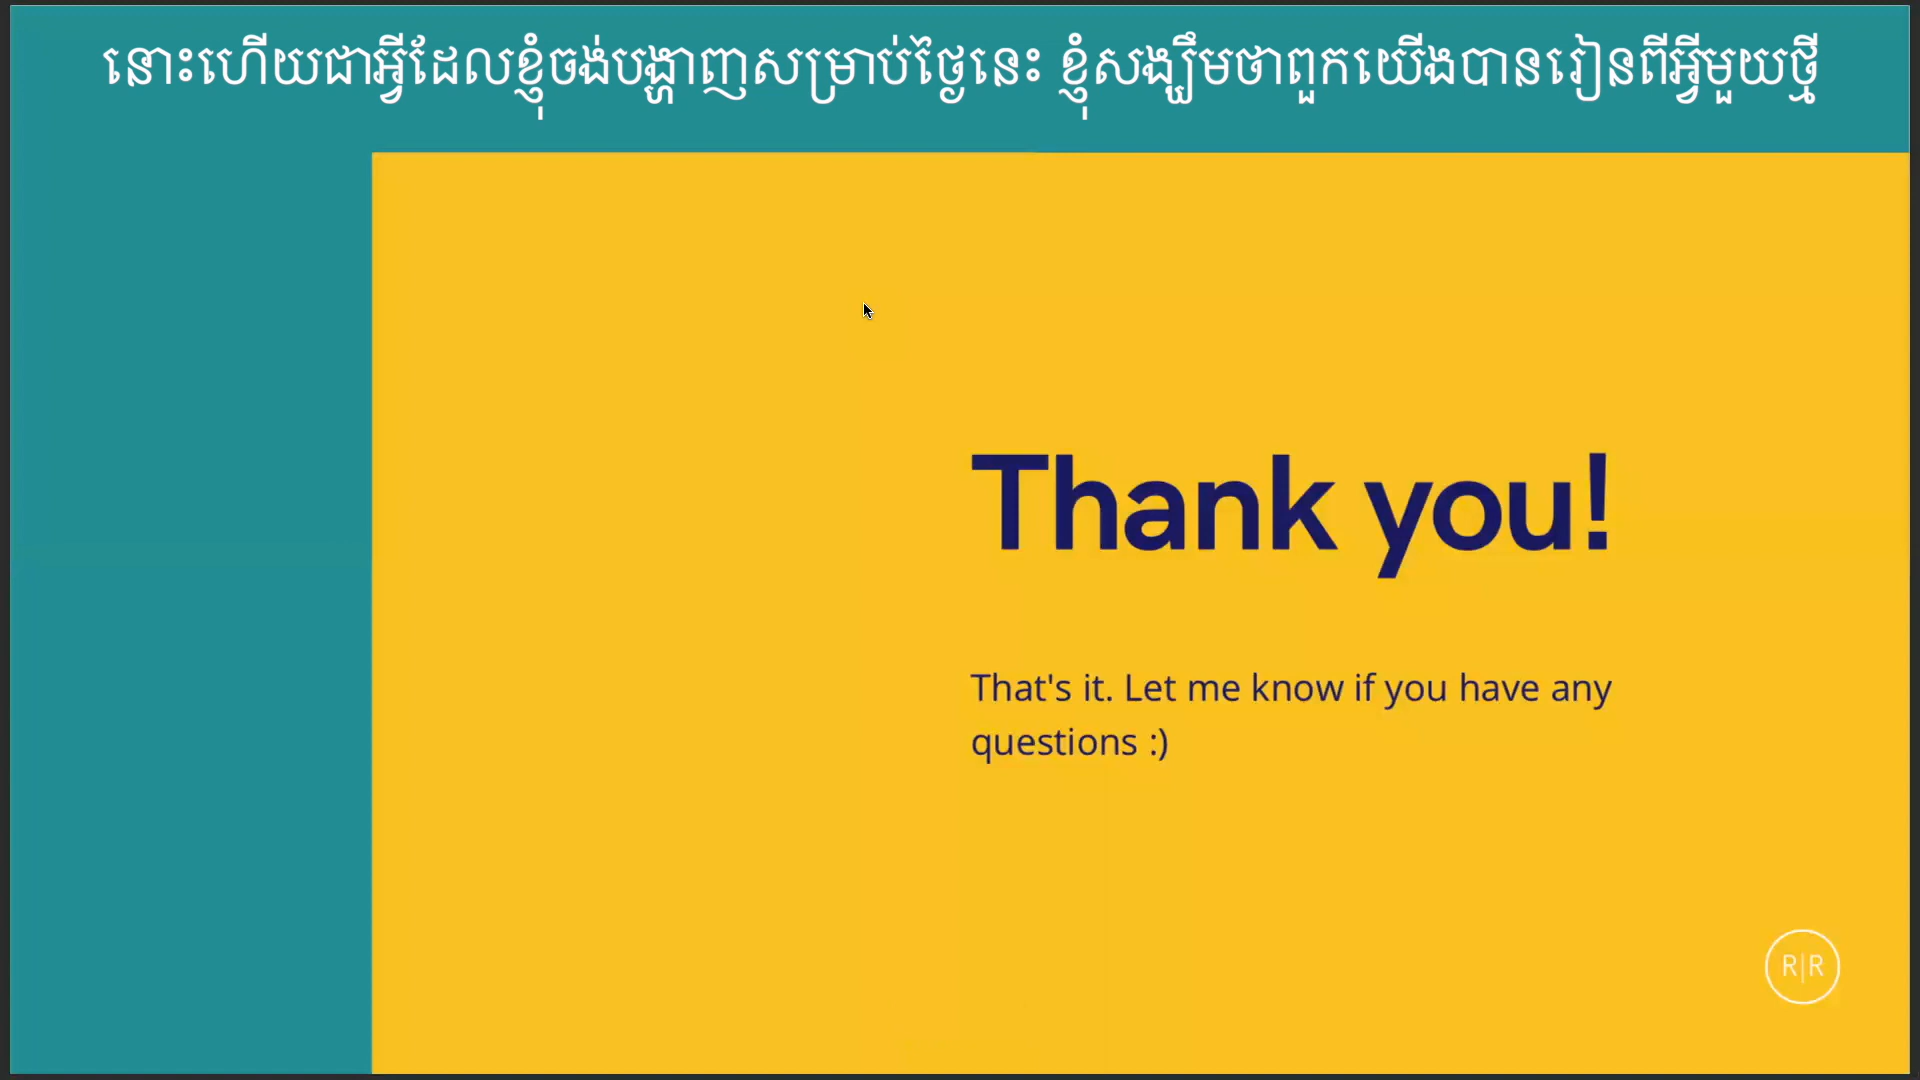 នោះហើយជាអ្វីដែលខ្ញុំចង់បង្ហាញសម្រាប់ថ្ងៃនេះ ខ្ញុំសង្ឃឹមថាពួកយើងបានរៀនពីអ្វីមួយថ្មី
Thank you!
That's it. Let me know if you have any
questions :)
R|R